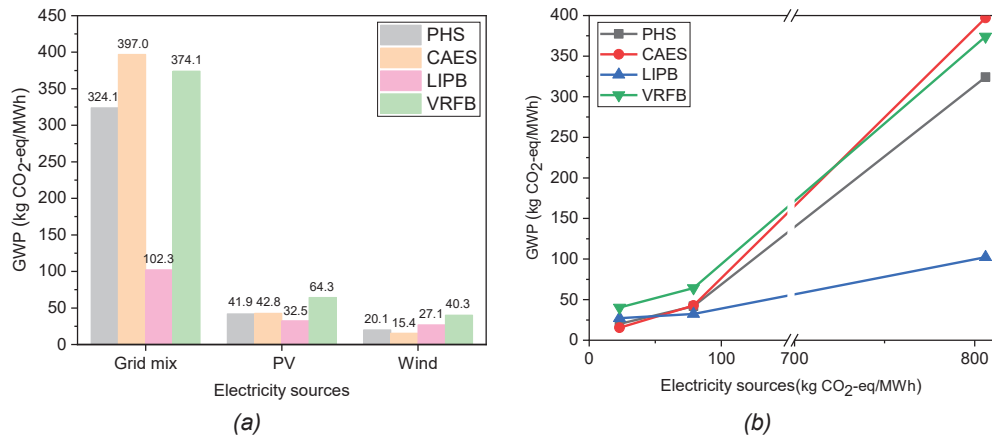 PHS
CAES
LIPB
VRFB
450
400
350
300
250
200
150
100
50
0
GWP (kg CO2-eq/MWh)
324.1
397.0
102.3
374.1
41.9
42.8
32.5
64.3
20.1
15.4
27.1
40.3
Grid mix
PV
Wind
Electricity sources
(a)
PHS
CAES
LIPB
VRFB
400
350
300
250
200
150
100
50
0
GWP (kg CO2-eq/MWh)
0
100
700
800
Electricity sources(kg CO2-eq/MWh)
(b)